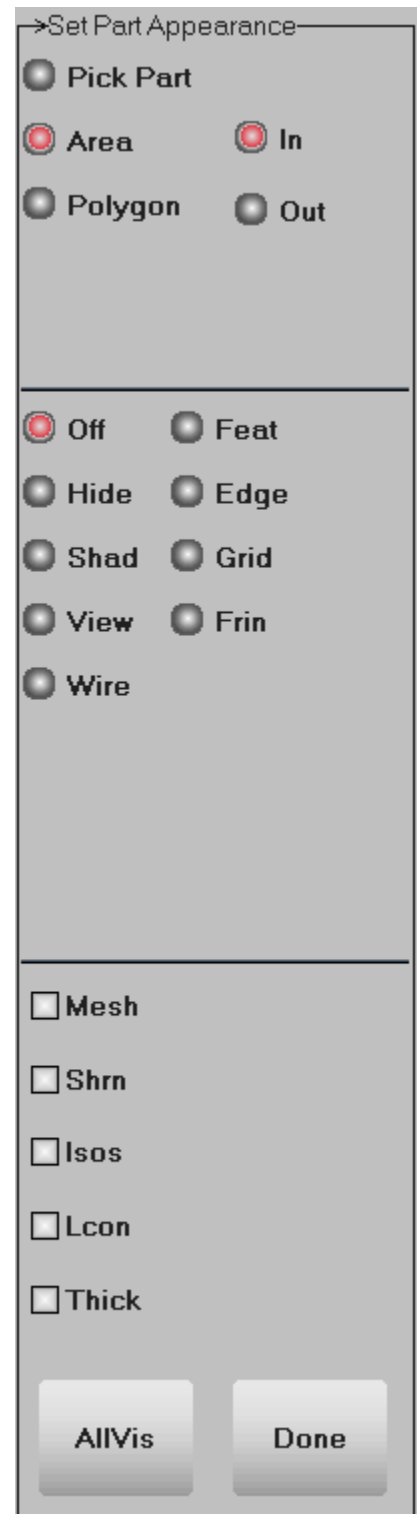 ->Set Part Appearance
Pick Part
Area In
Polygon Out
Off Feat
Hide Edge
Shad Grid
View Frin
Wire
Mesh
Shrn
Isos
Lcon
Thick
AllVis Done